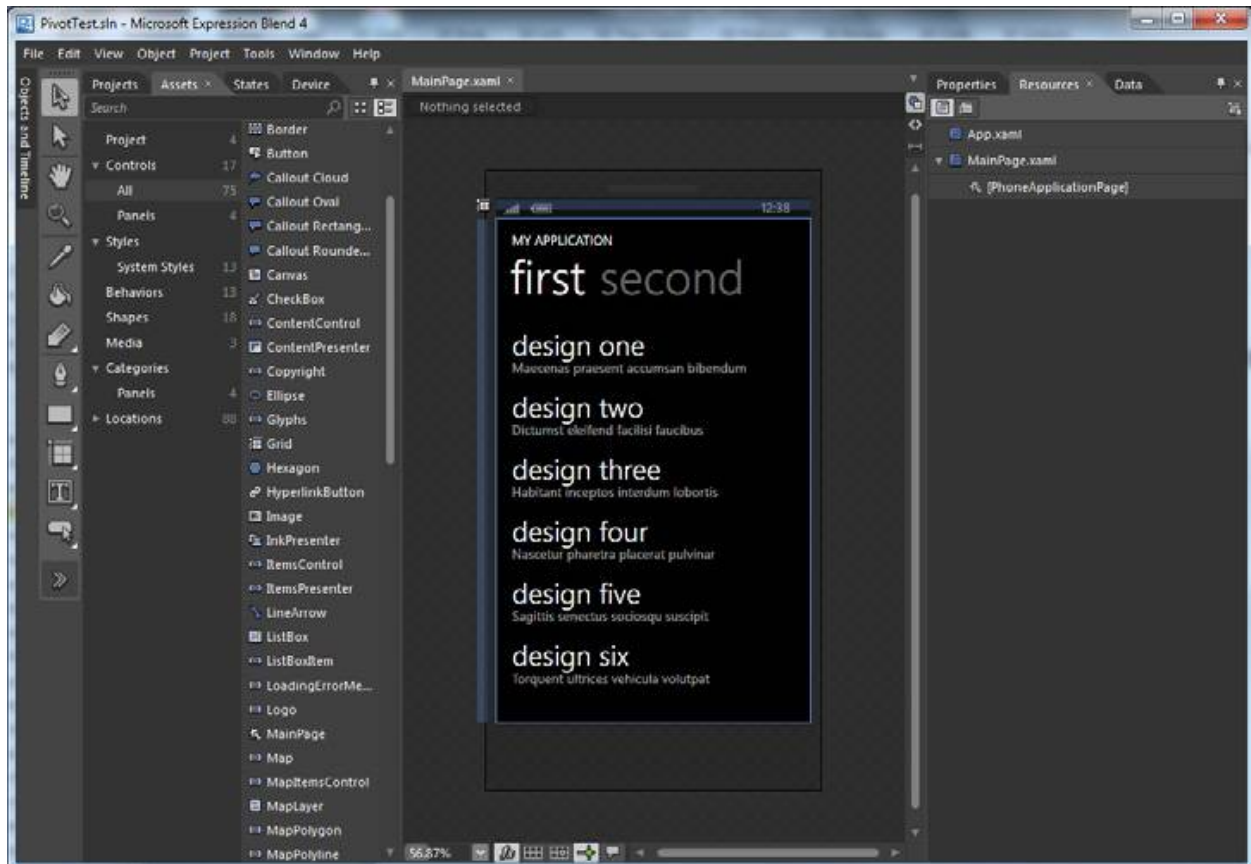 PivotTest.sln - Microsoft Expression Blend 4
File Edit View Object Project Tools Window Help
Objects and Timeline
Projects Assets × States Device
Search
Project 4
Controls 17
All 75
Panels 4
Styles
System Styles 13
Behaviors 13
Shapes 18
Media 3
Categories
Panels 4
Locations 88
Border
Button
Callout Cloud
Callout Oval
Callout Rectang...
Callout Rounde...
Canvas
CheckBox
ContentControl
ContentPresenter
Copyright
Ellipse
Glyphs
Grid
Hexagon
HyperlinkButton
Image
InkPresenter
ItemsControl
ItemsPresenter
LineArrow
ListBox
ListBoxItem
LoadingErrorMe...
Logo
MainPage
Map
MapItemsControl
MapLayer
MapPolygon
MapPolyline
MainPage.xaml ×
Nothing selected
12:38
MY APPLICATION
first second
design one
Maecenas praesent accumsan bibendum
design two
Dictumst eleifend facilisi faucibus
design three
Habitant inceptos interdum lobortis
design four
Nascetur pharetra placerat pulvinar
design five
Sagittis senectus sociosqu suscipit
design six
Torquent ultrices vehicula volutpat
56.87%
Properties Resources × Data
App.xaml
MainPage.xaml
[PhoneApplicationPage]